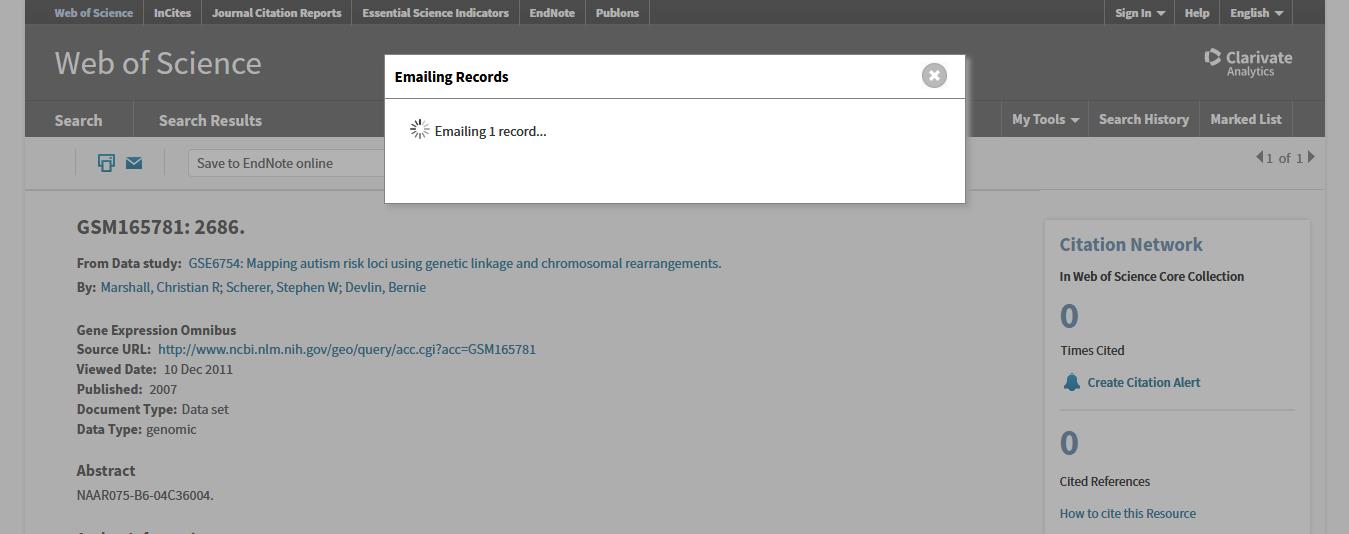 Web of Science InCites Journal Citation Reports Essential Science Indicators EndNote Publons Sign In Help English
Web of Science
Clarivate
Analytics
Emailing Records
Emailing 1 record...
Search Search Results My Tools Search History Marked List
Save to EndNote online
1 of 1
GSM165781: 2686.
From Data study: GSE6754: Mapping autism risk loci using genetic linkage and chromosomal rearrangements.
By: Marshall, Christian R; Scherer, Stephen W; Devlin, Bernie
Gene Expression Omnibus
Source URL: http://www.ncbi.nlm.nih.gov/geo/query/acc.cgi?acc=GSM165781
Viewed Date: 10 Dec 2011
Published: 2007
Document Type: Data set
Data Type: genomic
Abstract
NAAR075-B6-04C36004.
Citation Network
In Web of Science Core Collection
0
Times Cited
Create Citation Alert
0
Cited References
How to cite this Resource